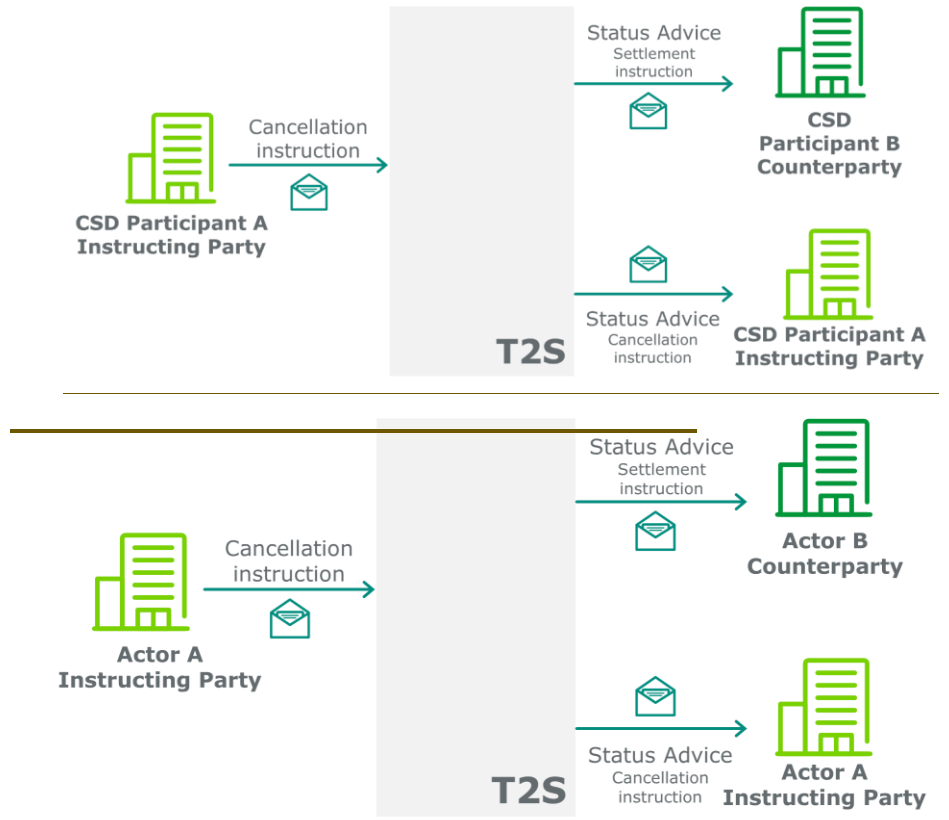 Status Advice
Settlement
instruction
CSD
Participant B
Counterparty
Cancellation
instruction
CSD Participant A
Instructing Party
Status Advice
Cancellation
instruction
CSD Participant A
Instructing Party
T2S
Status Advice
Settlement
instruction
Actor B
Counterparty
Cancellation
instruction
Actor A
Instructing Party
Status Advice
Cancellation
instruction
Actor A
Instructing Party
T2S